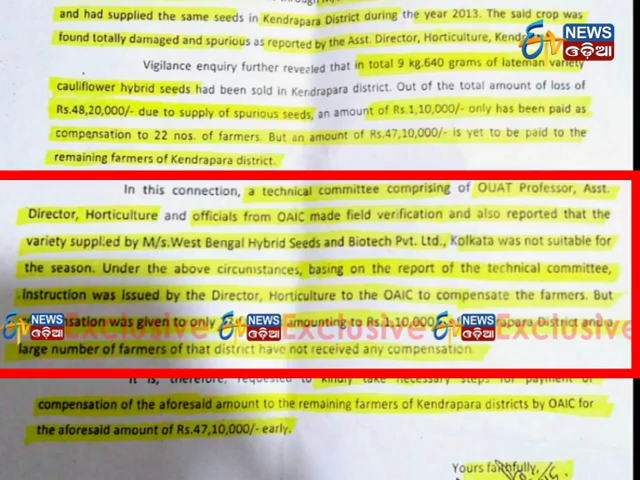 and had supplied the same seeds in Kendrapara District during the year 2013. The said crop was
found totally damaged and spurious as reported by the Asst. Director, Horticulture,
ETV NEWS ଓଡ଼ିଆ
Vigilance enquiry further revealed that in total 9 kg.640 grams of lateman variety
cauliflower hybrid seeds had been sold in Kendrapara district. Out of the total amount of loss of
Rs.48,20,000/- due to supply of spurious seeds, an amount of Rs.1,10,000/- only has been paid as
compensation to 22 nos. of farmers. But an amount of Rs.47,10,000/- is yet to be paid to the
remaining farmers of Kendrapara district.
In this connection, a technical committee comprising of OUAT Professor, Asst.
Director, Horticulture and officials from OAIC made field verification and also reported that the
variety supplied by M/s.West Bengal Hybrid Seeds and Biotech Pvt. Ltd., Kolkata was not suitable for
the season. Under the above circumstances, basing on the report of the technical committee,
instruction was issued by the Director, Horticulture to the OAIC to compensate the farmers. But
was given to only amounting to Rs.1,10,000 District and a
ETV NEWS ଓଡ଼ିଆ Exclusive ETV NEWS ଓଡ଼ିଆ Exclusive ETV NEWS ଓଡ଼ିଆ Exclusive
large number of farmers of that district have not received any compensation.
It is, therefore, requested to kindly take necessary steps for payment of
compensation of the aforesaid amount to the remaining farmers of Kendrapara districts by OAIC for
the aforesaid amount of Rs.47,10,000/- early.
Yours faithfully,